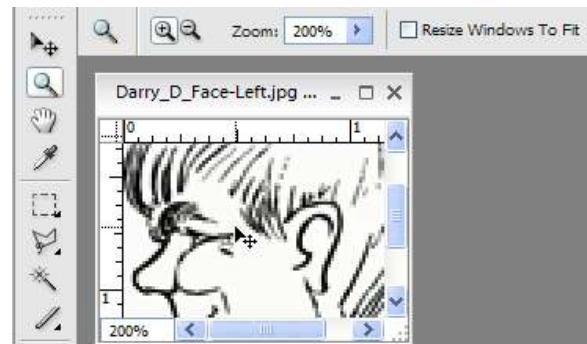 Zoom: 200% Resize Windows To Fit
Darry_D_Face-Left.jpg ...
0 1
1
200%